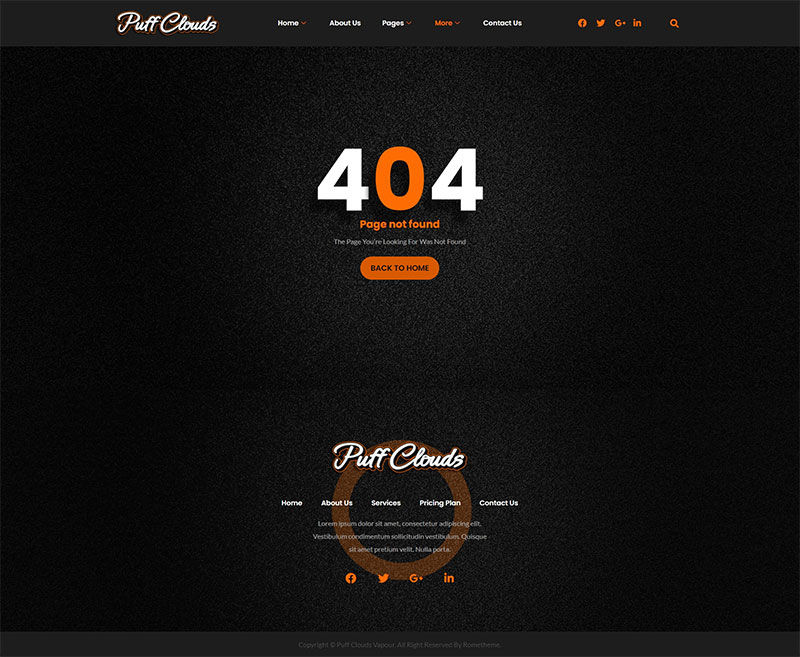 Puff Clouds
Home About Us Pages More Contact Us
404
Page not found
The Page You're Looking For Was Not Found
BACK TO HOME
Puff Clouds
Home About Us Services Pricing Plan Contact Us
Lorem ipsum dolor sit amet, consectetur adipiscing elit.
Vestibulum condimentum sollicitudin vestibulum. Quisque
sit amet pretium velit. Nulla porta.
Copyright © Puff Clouds Vapour. All Right Reserved By Rometheme.